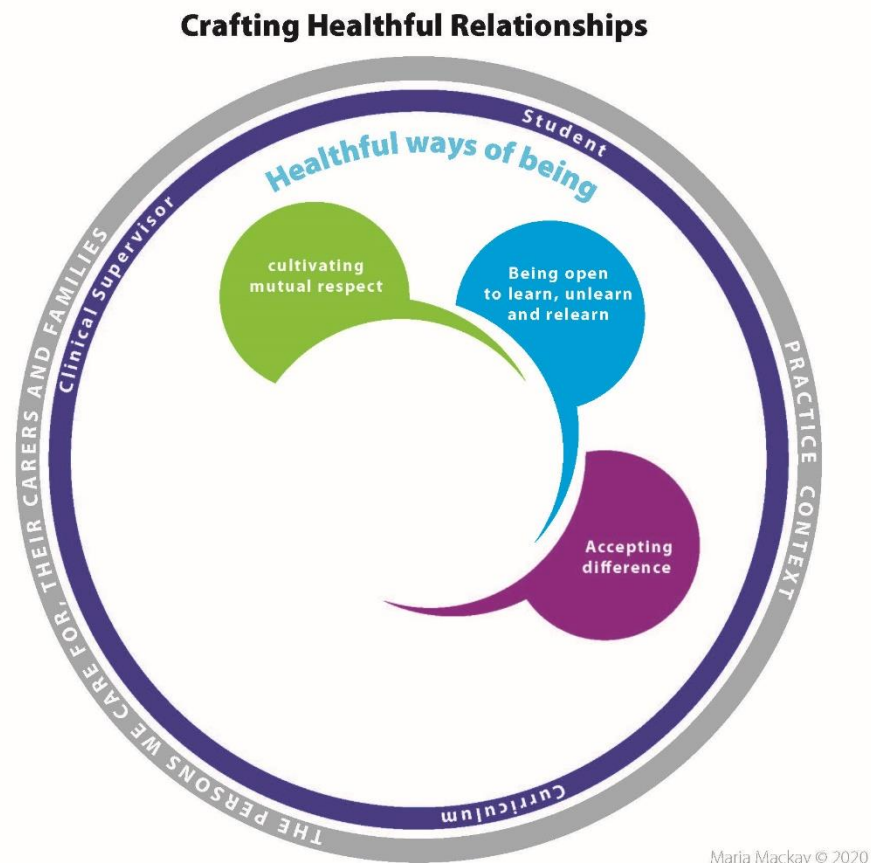 Crafting Healthful Relationships
Student
Healthful ways of being
Clinical Supervisor
cultivating
mutual respect
Being open
to learn, unlearn
and relearn
PRACTICE CONTEXT
Accepting
difference
THE PERSONS WE CARE FOR, THEIR CARERS AND FAMILIES
Curriculum
Maria Mackay © 2020